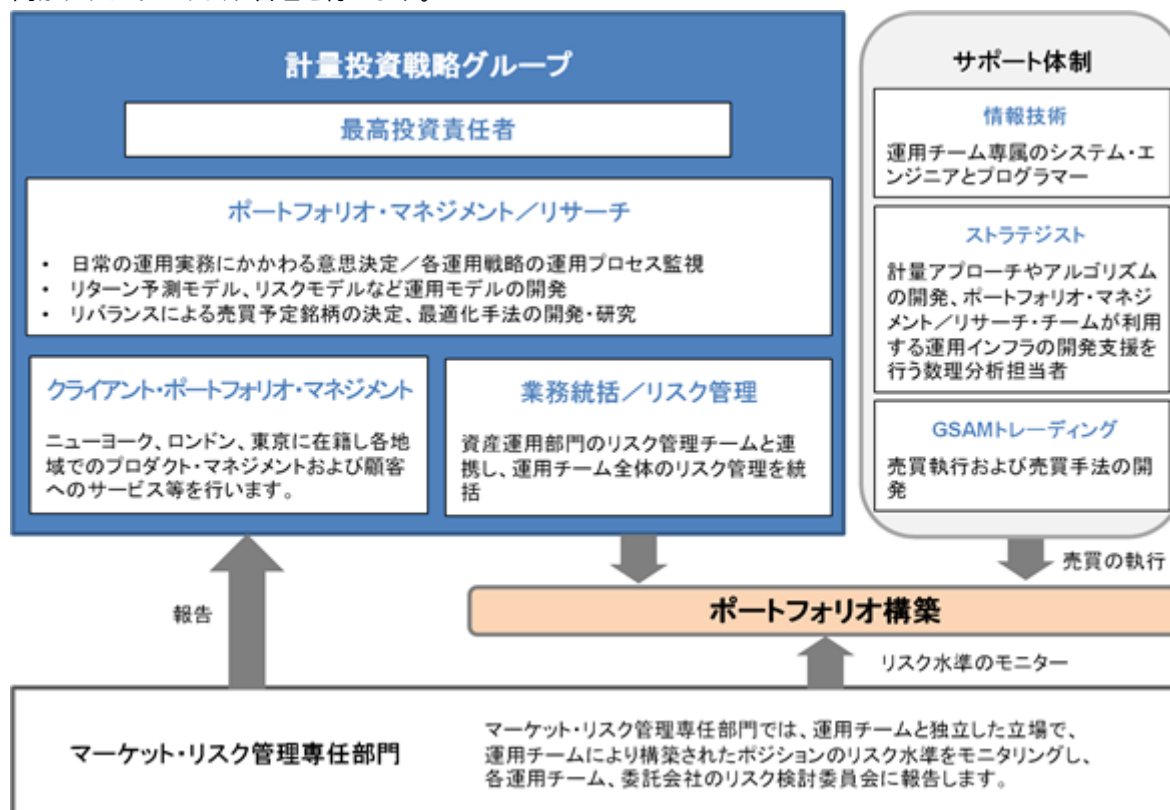 計量投資戦略グループ
最高投資責任者
ポートフォリオ・マネジメント／リサーチ
• 日常の運用実務にかかわる意思決定／各運用戦略の運用プロセス監視
• リターン予測モデル、リスクモデルなど運用モデルの開発
• リバランスによる売買予定銘柄の決定、最適化手法の開発・研究
クライアント・ポートフォリオ・マネジメント
ニューヨーク、ロンドン、東京に在籍し各地
域でのプロダクト・マネジメントおよび顧客
へのサービス等を行います。
業務統括／リスク管理
資産運用部門のリスク管理チームと連
携し、運用チーム全体のリスク管理を統
括
サポート体制
情報技術
運用チーム専属のシステム・エ
ンジニアとプログラマー
ストラテジスト
計量アプローチやアルゴリズム
の開発、ポートフォリオ・マネジ
メント／リサーチ・チームが利用
する運用インフラの開発支援を
行う数理分析担当者
GSAMトレーディング
売買執行および売買手法の開
発
売買の執行
報告
ポートフォリオ構築
リスク水準のモニター
マーケット・リスク管理専任部門
マーケット・リスク管理専任部門では、運用チームと独立した立場で、
運用チームにより構築されたポジションのリスク水準をモニタリングし、
各運用チーム、委託会社のリスク検討委員会に報告します。